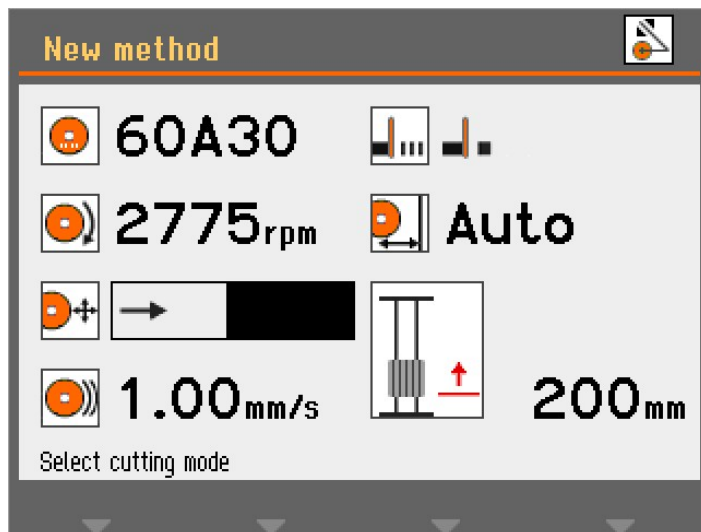 New method
60A30
2775rpm
Auto
1.00mm/s
200mm
Select cutting mode